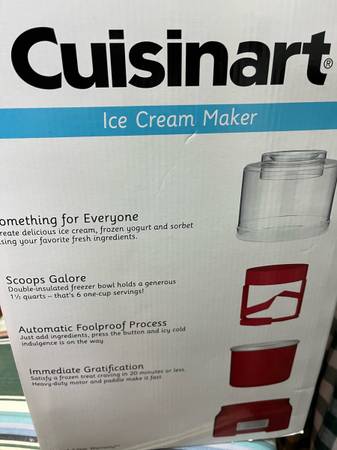 Cuisinart®
Ice Cream Maker
omething for Everyone
reate delicious ice cream, frozen yogurt and sorbet
sing your favorite fresh ingredients.
Scoops Galore
Double-insulated freezer bowl holds a generous
1½ quarts – that's 6 one-cup servings!
Automatic Foolproof Process
Just add ingredients, press the button and icy cold
indulgence is on the way
Immediate Gratification
Satisfy a frozen treat craving in 20 minutes or less.
Heavy-duty motor and paddle make it fast.